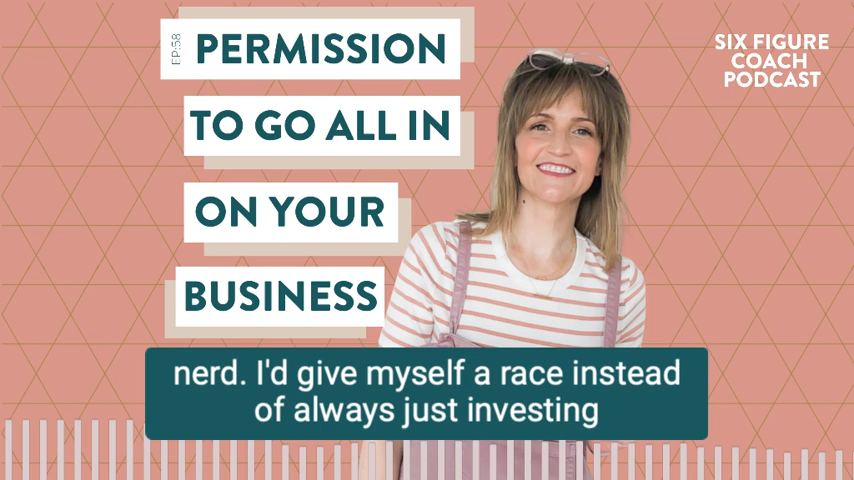 EP:58
PERMISSION
TO GO ALL IN
ON YOUR
BUSINESS
SIX FIGURE
COACH
PODCAST
nerd. I'd give myself a race instead
of always just investing